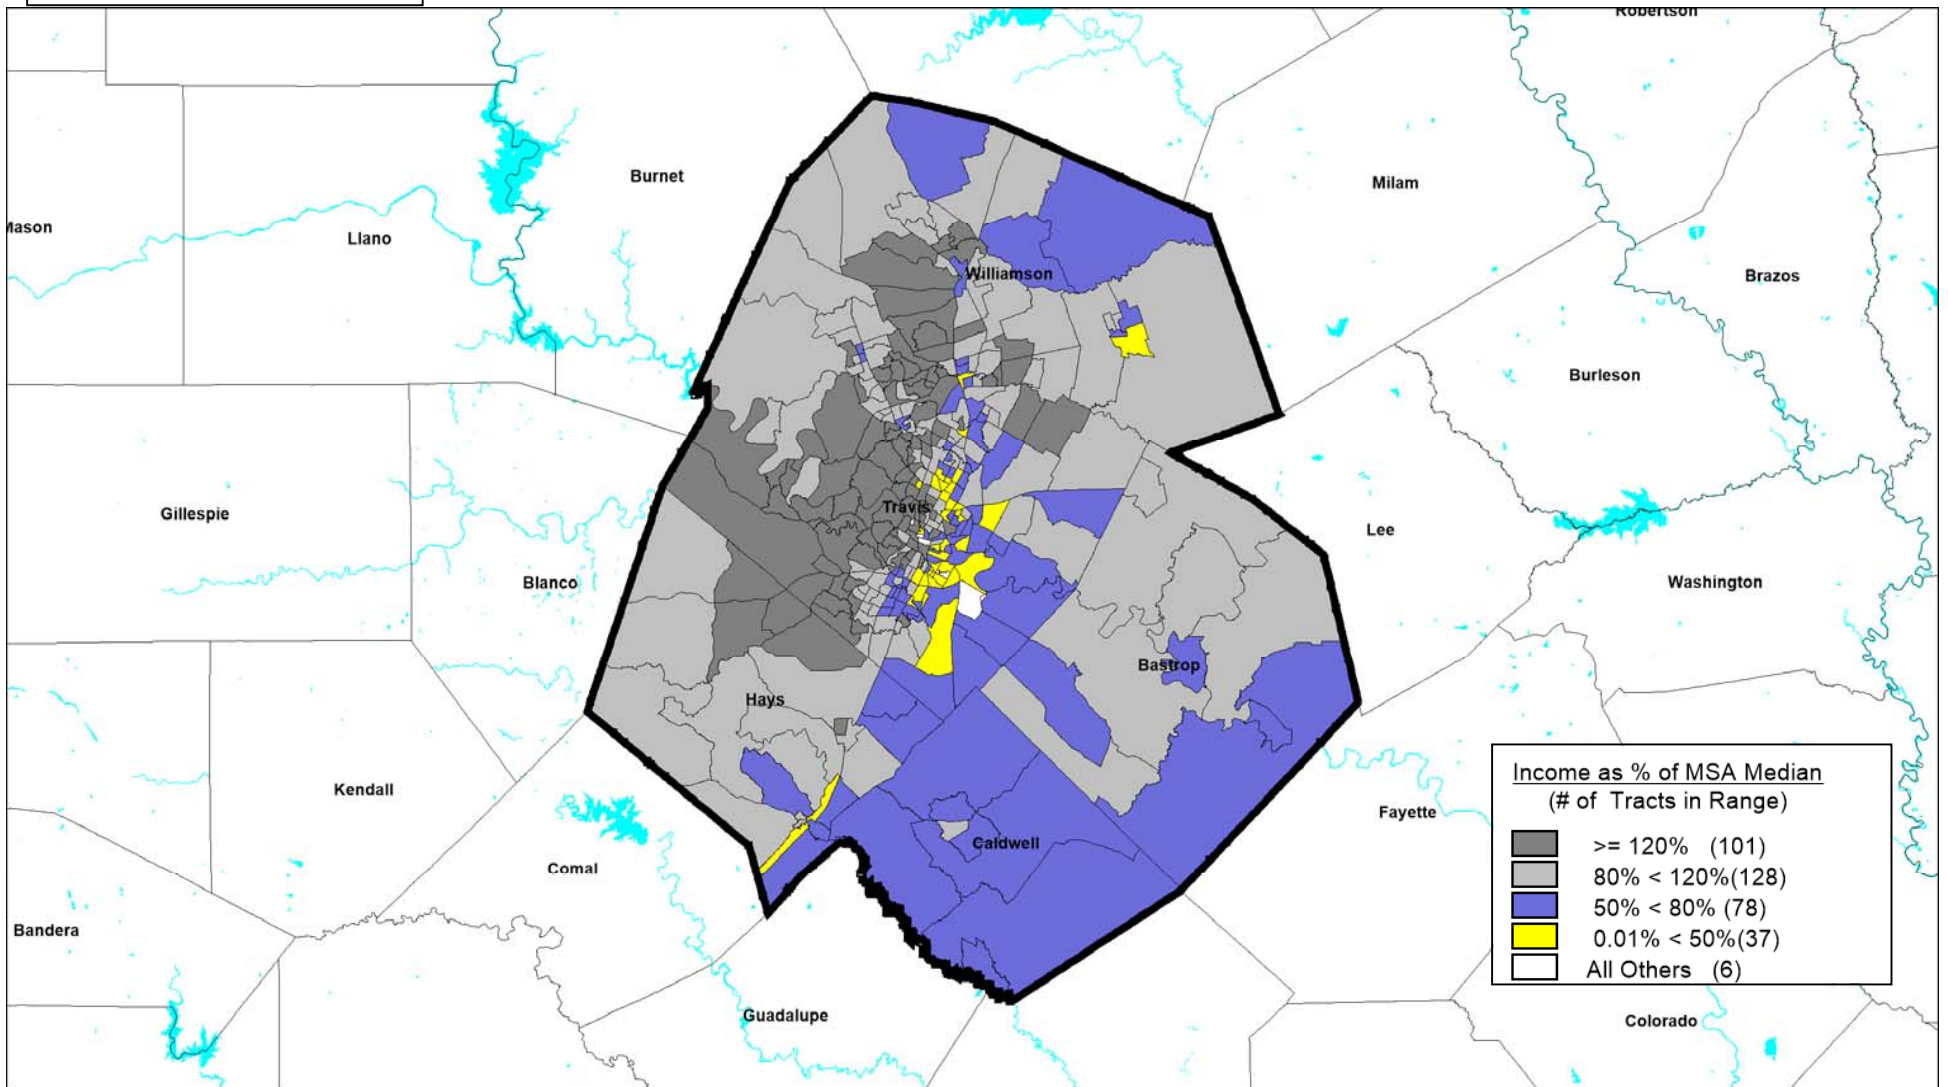 Robertson
Burnet
Milam
Mason
Llano
Williamson
Brazos
Burleson
Gillespie
Travis
Lee
Blanco
Washington
Bastrop
Hays
Kendall
Fayette
Caldwell
Comal
Bandera
Guadalupe
Colorado
Income as % of MSA Median
(# of Tracts in Range)
>= 120% (101)
80% < 120%(128)
50% < 80% (78)
0.01% < 50%(37)
All Others (6)